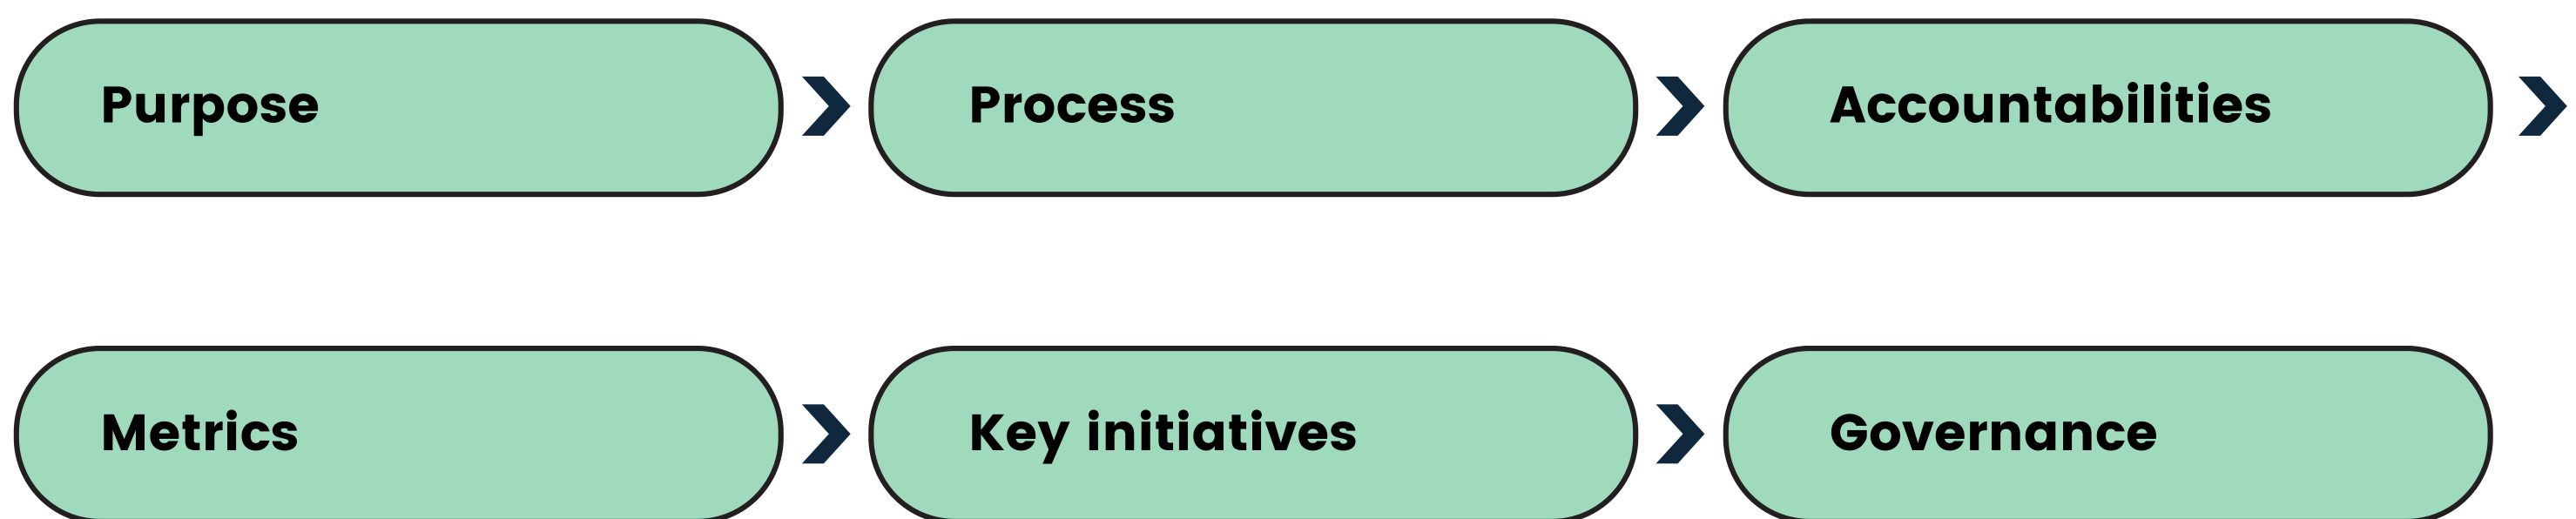 Purpose
Process
Accountabilities
Metrics
Key initiatives
Governance